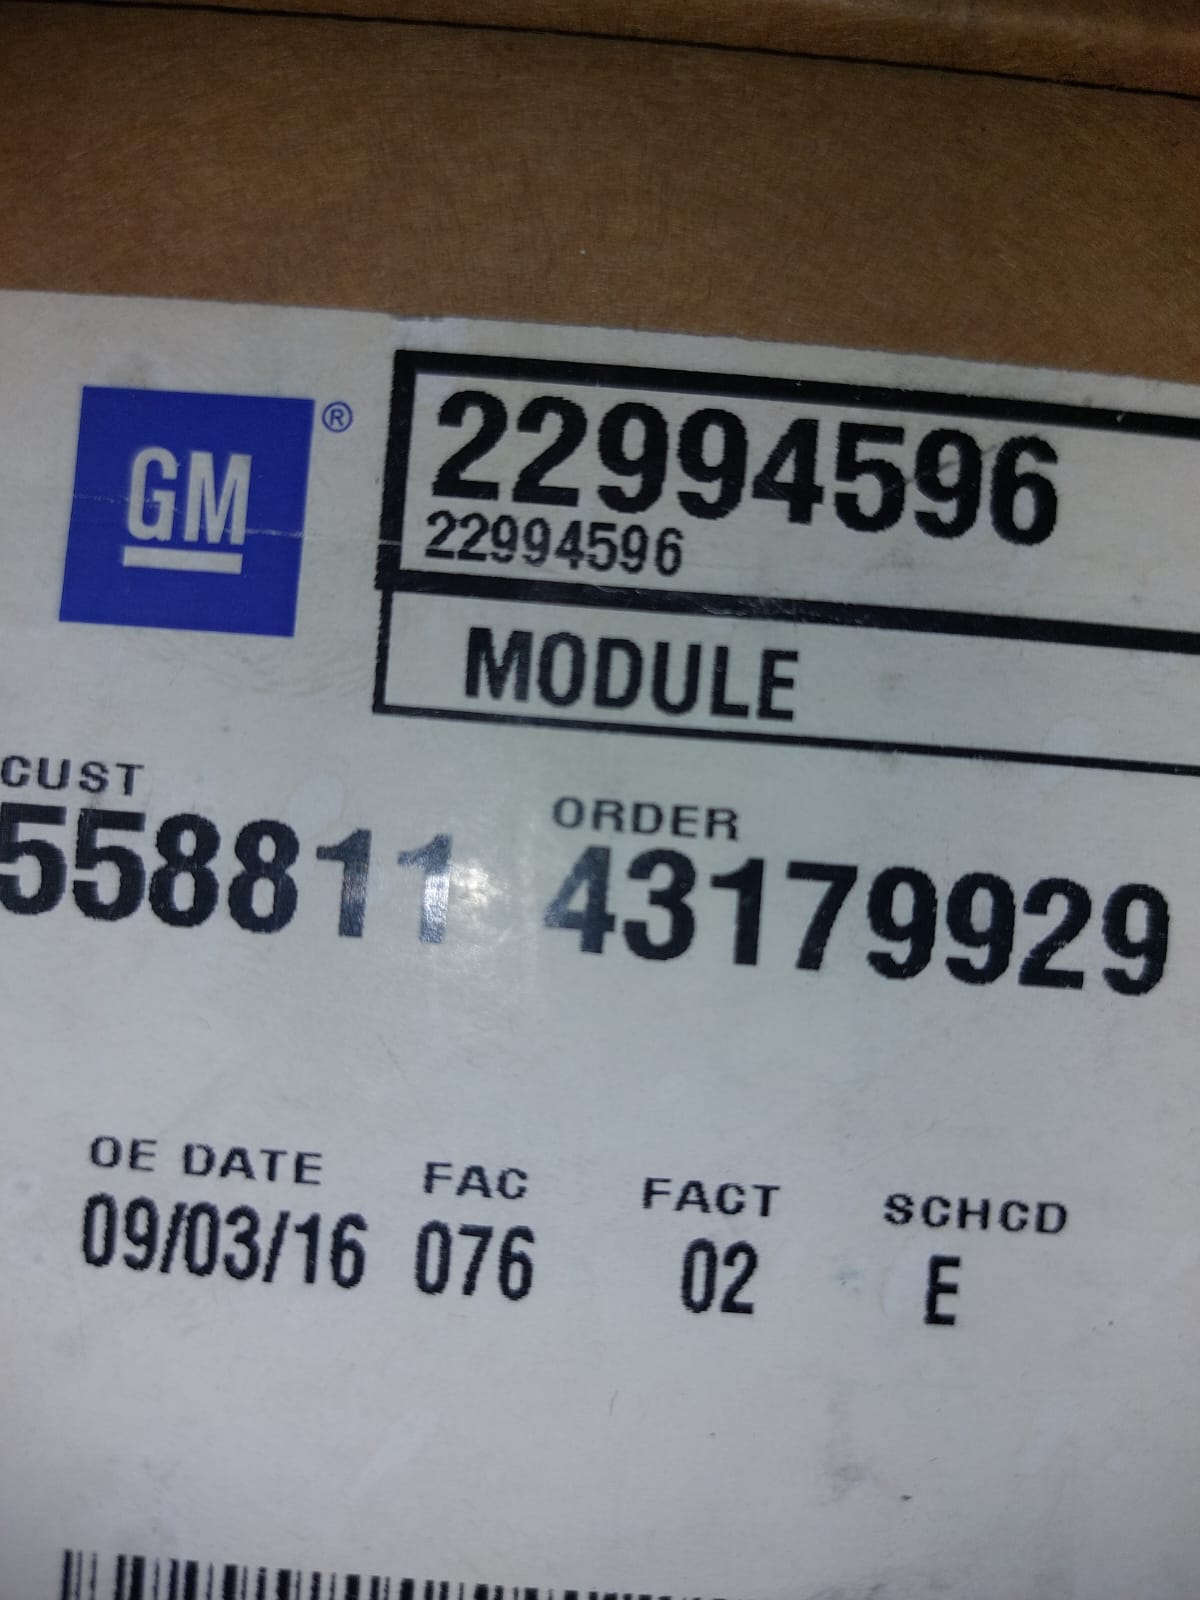 GM ®
22994596
22994596
MODULE
CUST
558811
ORDER
43179929
OE DATE FAC FACT SCHCD
09/03/16 076 02 E